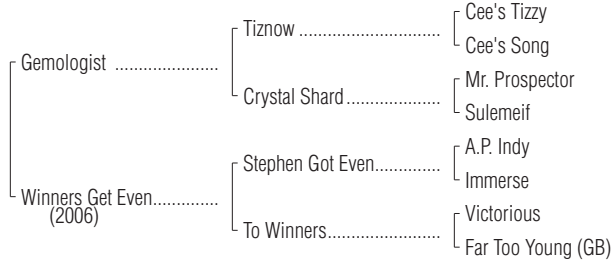 Cee's Tizzy
Tiznow ..............................
Cee's Song
Gemologist ......................
Mr. Prospector
Crystal Shard....................
Sulemeif
A.P. Indy
Stephen Got Even..............
Immerse
Winners Get Even..............
(2006)
Victorious
To Winners........................
Far Too Young (GB)